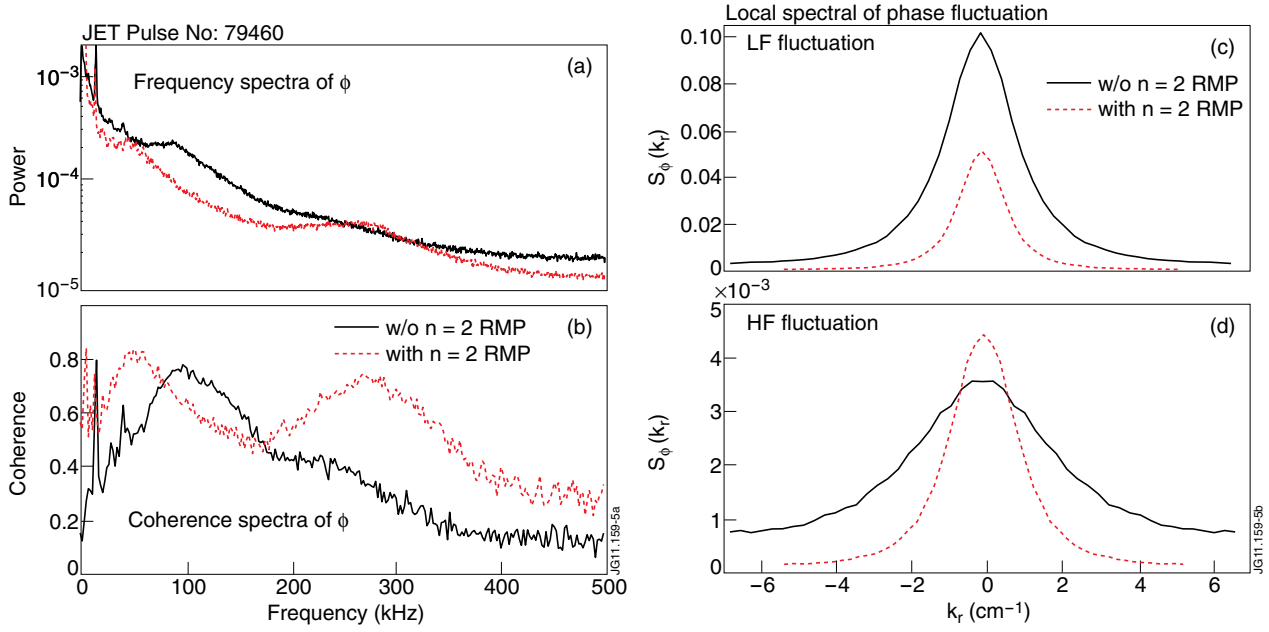 JET Pulse No: 79460
(a)
Frequency spectra of ϕ
Power
10⁻³
10⁻⁴
10⁻⁵
(b)
w/o n = 2 RMP
with n = 2 RMP
Coherence
0.8
0.6
0.4
0.2
0
Coherence spectra of ϕ
0 100 200 300 400 500
Frequency (kHz)
JG11.159-5a
Local spectral of phase fluctuation
LF fluctuation
(c)
w/o n = 2 RMP
with n = 2 RMP
Sϕ (kr)
0.10
0.08
0.06
0.04
0.02
0
×10⁻³
HF fluctuation
(d)
Sϕ (kr)
5
4
3
2
1
0
−6 −4 −2 0 2 4 6
kr (cm⁻¹)
JG11.159-5b